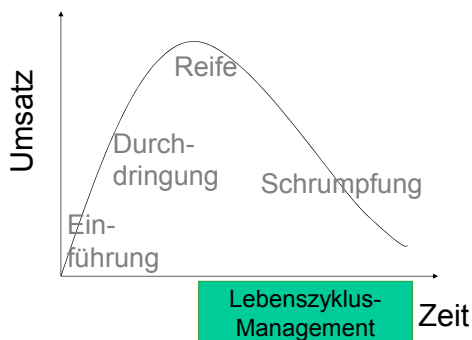 Umsatz
Reife
Durch-
dringung
Schrumpfung
Ein-
führung
Lebenszyklus-
Management
Zeit